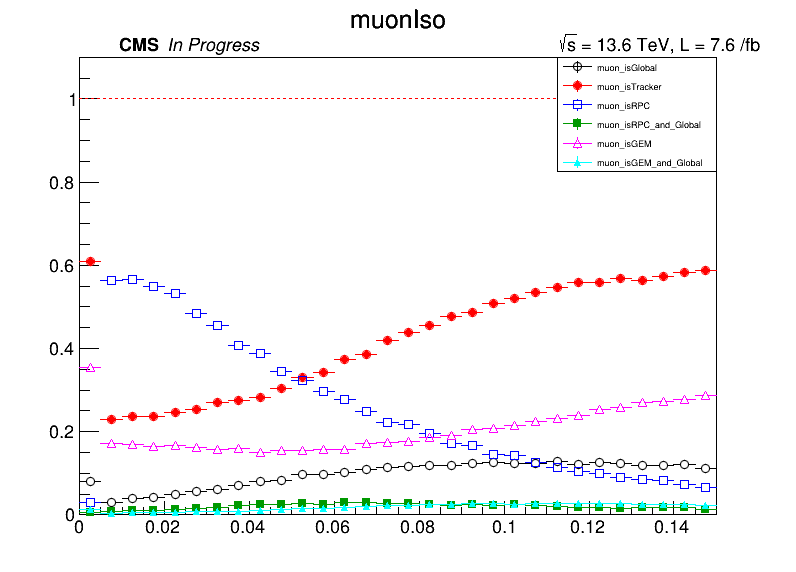 muonIso
CMS In Progress
√s = 13.6 TeV, L = 7.6 /fb
muon_isGlobal
muon_isTracker
muon_isRPC
muon_isRPC_and_Global
muon_isGEM
muon_isGEM_and_Global
1
0.8
0.6
0.4
0.2
0
0 0.02 0.04 0.06 0.08 0.1 0.12 0.14